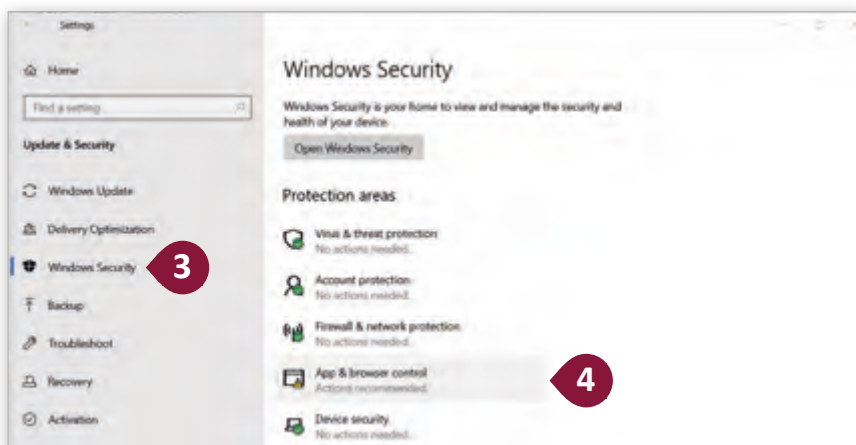 Settings
Home
Find a setting
Update & Security
Windows Update
Delivery Optimization
Windows Security
3
Backup
Troubleshoot
Recovery
Activation
Windows Security
Windows Security is your home to view and manage the security and
health of your device.
Open Windows Security
Protection areas
Virus & threat protection
No actions needed.
Account protection
No actions needed.
Firewall & network protection
No actions needed.
App & browser control
Actions recommended.
4
Device security
No actions needed.